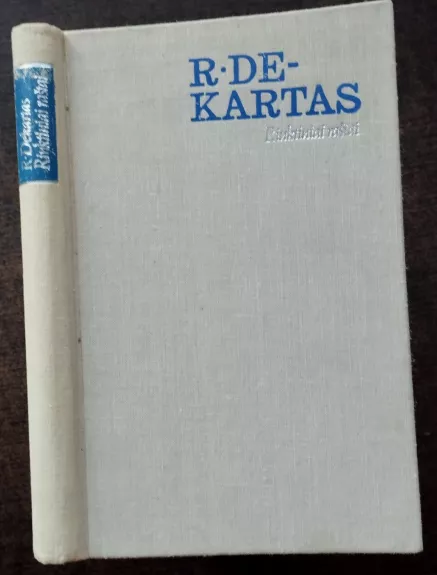 R·DE-
KARTAS
Rinktiniai raštai
R·Dekartas
Rinktiniai raštai